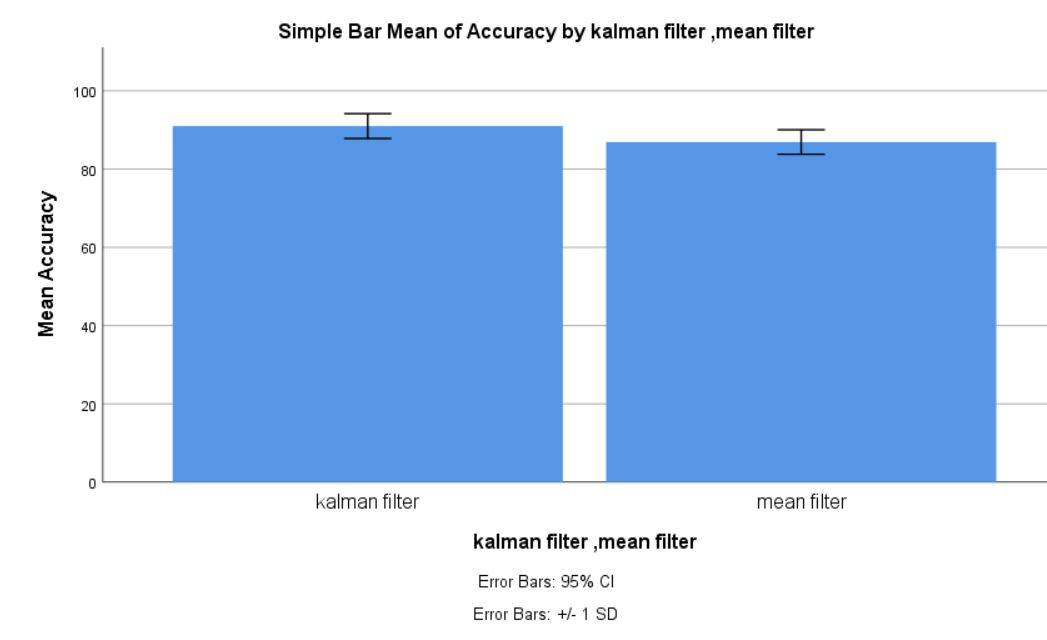 Simple Bar Mean of Accuracy by kalman filter ,mean filter
Mean Accuracy
100
80
60
40
20
0
kalman filter
mean filter
kalman filter ,mean filter
Error Bars: 95% CI
Error Bars: +/- 1 SD